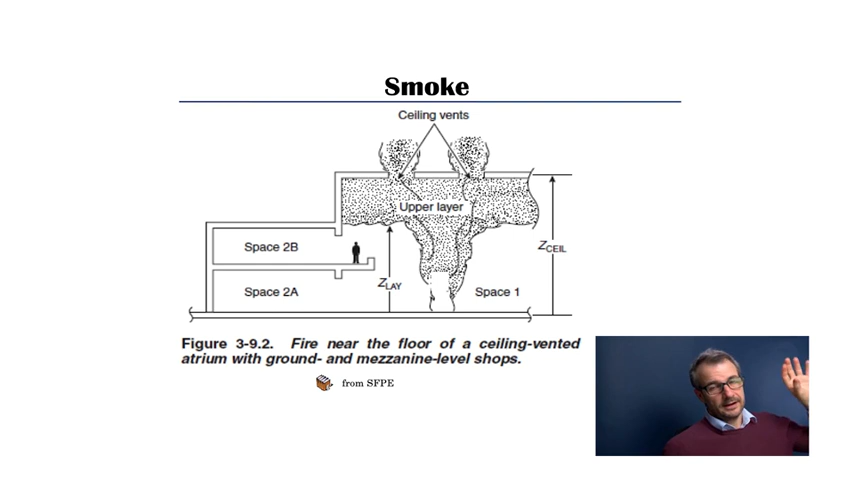 Smoke
Ceiling vents
Upper layer
Space 2B
Z_CEIL
Z_LAY
Space 2A
Space 1
Figure 3-9.2. Fire near the floor of a ceiling-vented
atrium with ground- and mezzanine-level shops.
from SFPE